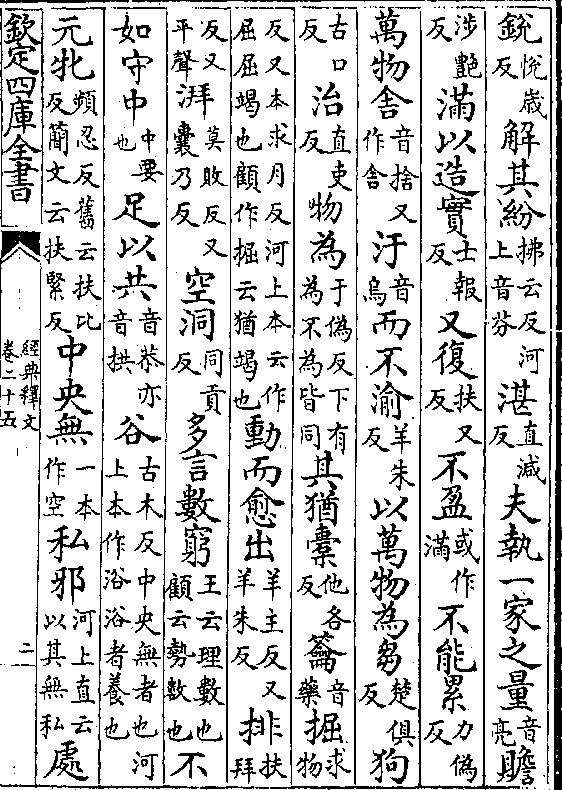 銳悅歲反解其紛拂云反河上音芬湛直減反夫執一家之量音亮贍
涉艷反滿以造實士報反又復扶又反不盈或作滿不能累力偽反
萬物舍音捨又作舍汙音烏而不渝羊朱反以萬物為芻楚俱反狗
古口反治直吏反物為于偽反下有為不為皆同其猶橐他各反籥音藥掘求物
反又本求月反河上本云作屈屈竭也顧作掘云猶竭也動而愈出羊主反又羊朱反排扶拜
反又平聲湃莫敗反又囊乃反空洞同貢反多言數窮王云理數也顧云勢數也不
如守中中要也足以共音恭亦音拱谷古木反中央無者也河上本作浴浴者養也
元牝頻忍反舊云扶比反簡文云扶緊反中央無一本作空私邪河上直云以其無私處
欽定四庫全書
經典釋文
卷二十五
二